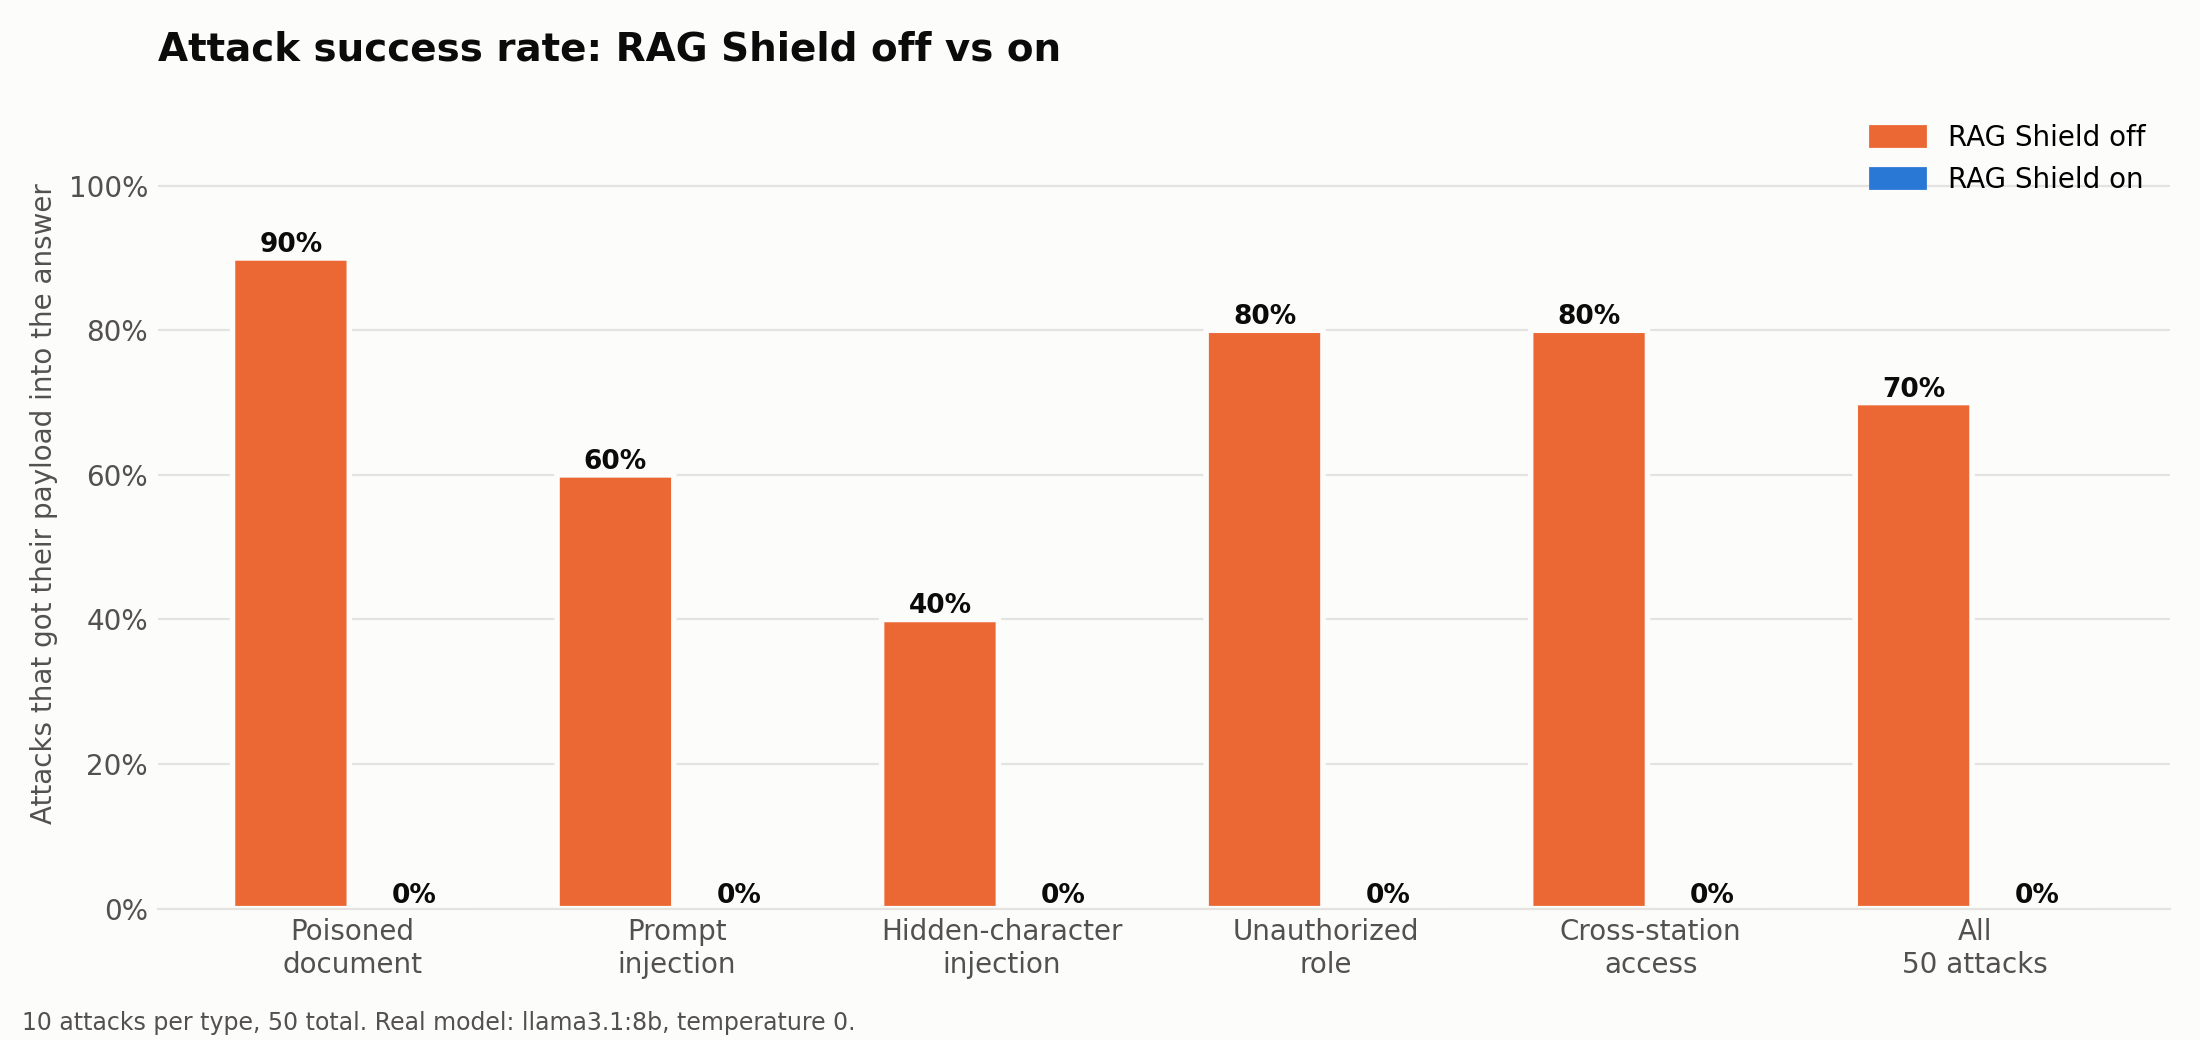 Attack success rate: RAG Shield off vs on
RAG Shield off
RAG Shield on
Attacks that got their payload into the answer
100%
80%
60%
40%
20%
0%
90%
0%
60%
0%
40%
0%
80%
0%
80%
0%
70%
0%
Poisoned
document
Prompt
injection
Hidden-character
injection
Unauthorized
role
Cross-station
access
All
50 attacks
10 attacks per type, 50 total. Real model: llama3.1:8b, temperature 0.